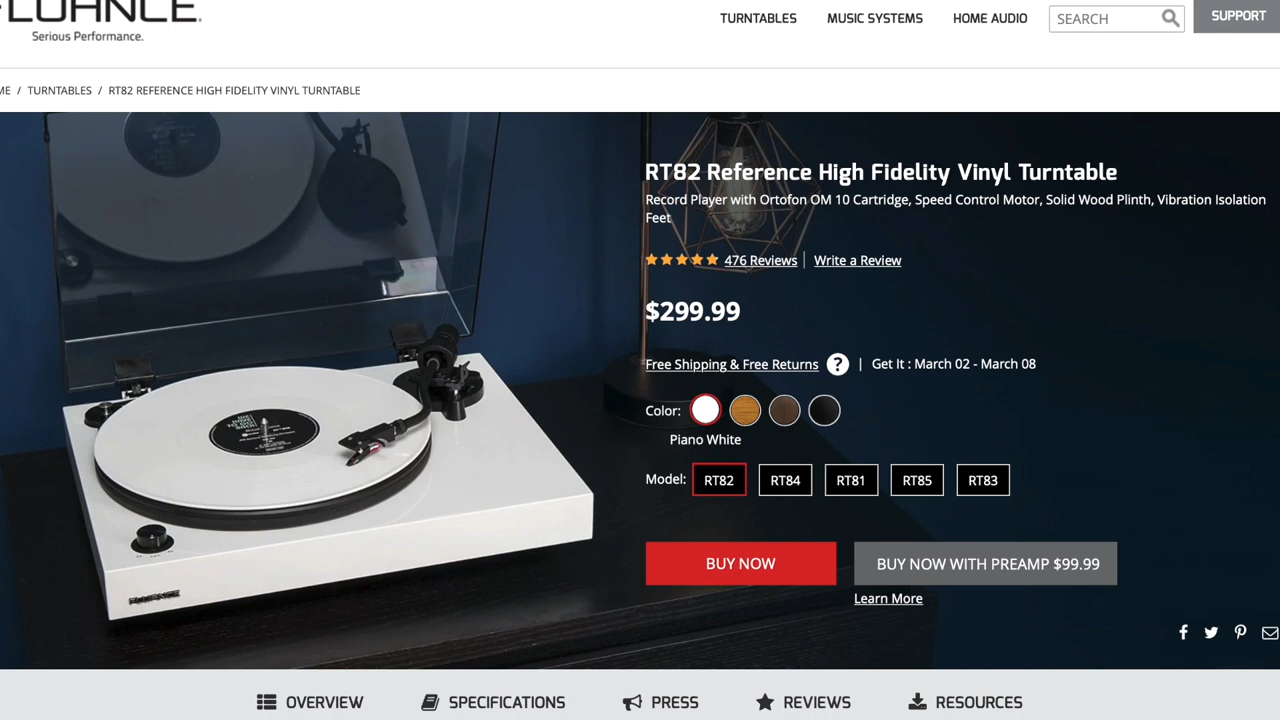 FLUANCE
Serious Performance.
TURNTABLES MUSIC SYSTEMS HOME AUDIO SEARCH SUPPORT
ME / TURNTABLES / RT82 REFERENCE HIGH FIDELITY VINYL TURNTABLE
RT82 Reference High Fidelity Vinyl Turntable
Record Player with Ortofon OM 10 Cartridge, Speed Control Motor, Solid Wood Plinth, Vibration Isolation
Feet
476 Reviews | Write a Review
$299.99
Free Shipping & Free Returns ? | Get It : March 02 - March 08
Color:
Piano White
Model: RT82 RT84 RT81 RT85 RT83
BUY NOW BUY NOW WITH PREAMP $99.99
Learn More
FLUANCE
OVERVIEW SPECIFICATIONS PRESS REVIEWS RESOURCES